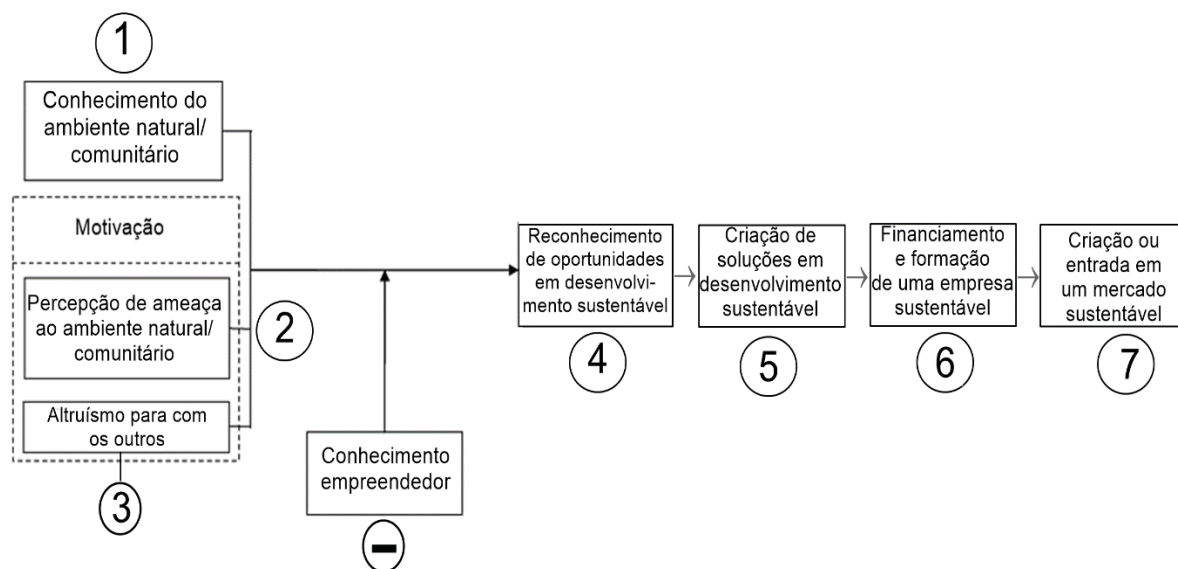 1
Conhecimento do
ambiente natural/
comunitário
Motivação
Percepção de ameaça
ao ambiente natural/
comunitário
2
Altruísmo para com
os outros
3
Conhecimento
empreendedor
–
Reconhecimento
de oportunidades
em desenvolvi-
mento sustentável
4
Criação de
soluções em
desenvolvimento
sustentável
5
Financiamento
e formação
de uma empresa
sustentável
6
Criação ou
entrada em
um mercado
sustentável
7